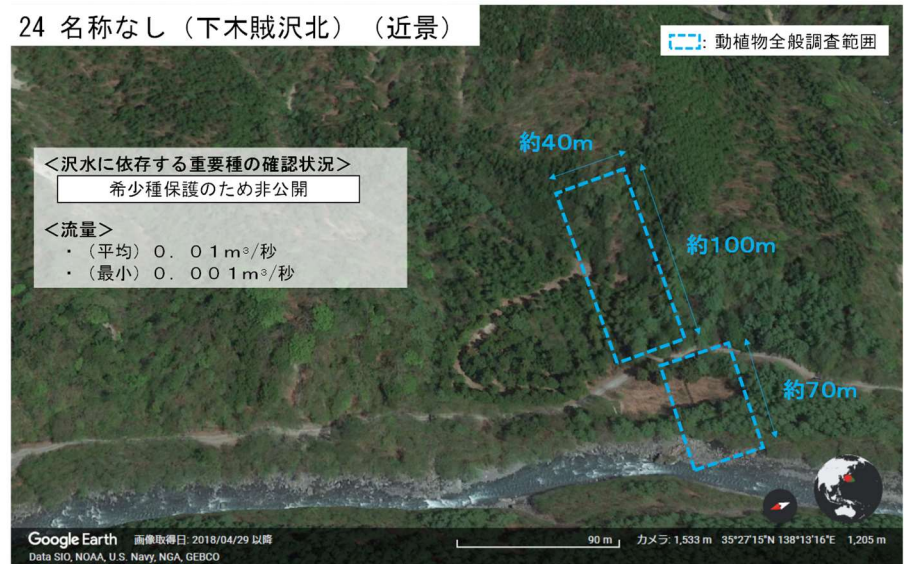 24 名称なし（下木賊沢北）（近景）
: 動植物全般調査範囲
約40m
＜沢水に依存する重要種の確認状況＞
希少種保護のため非公開
＜流量＞
・（平均）０．０１m³/秒
・（最小）０．００１m³/秒
約100m
約70m
Google Earth 画像取得日: 2018/04/29 以降
90 m カメラ: 1,533 m 35°27'15"N 138°13'16"E 1,205 m
Data SIO, NOAA, U.S. Navy, NGA, GEBCO